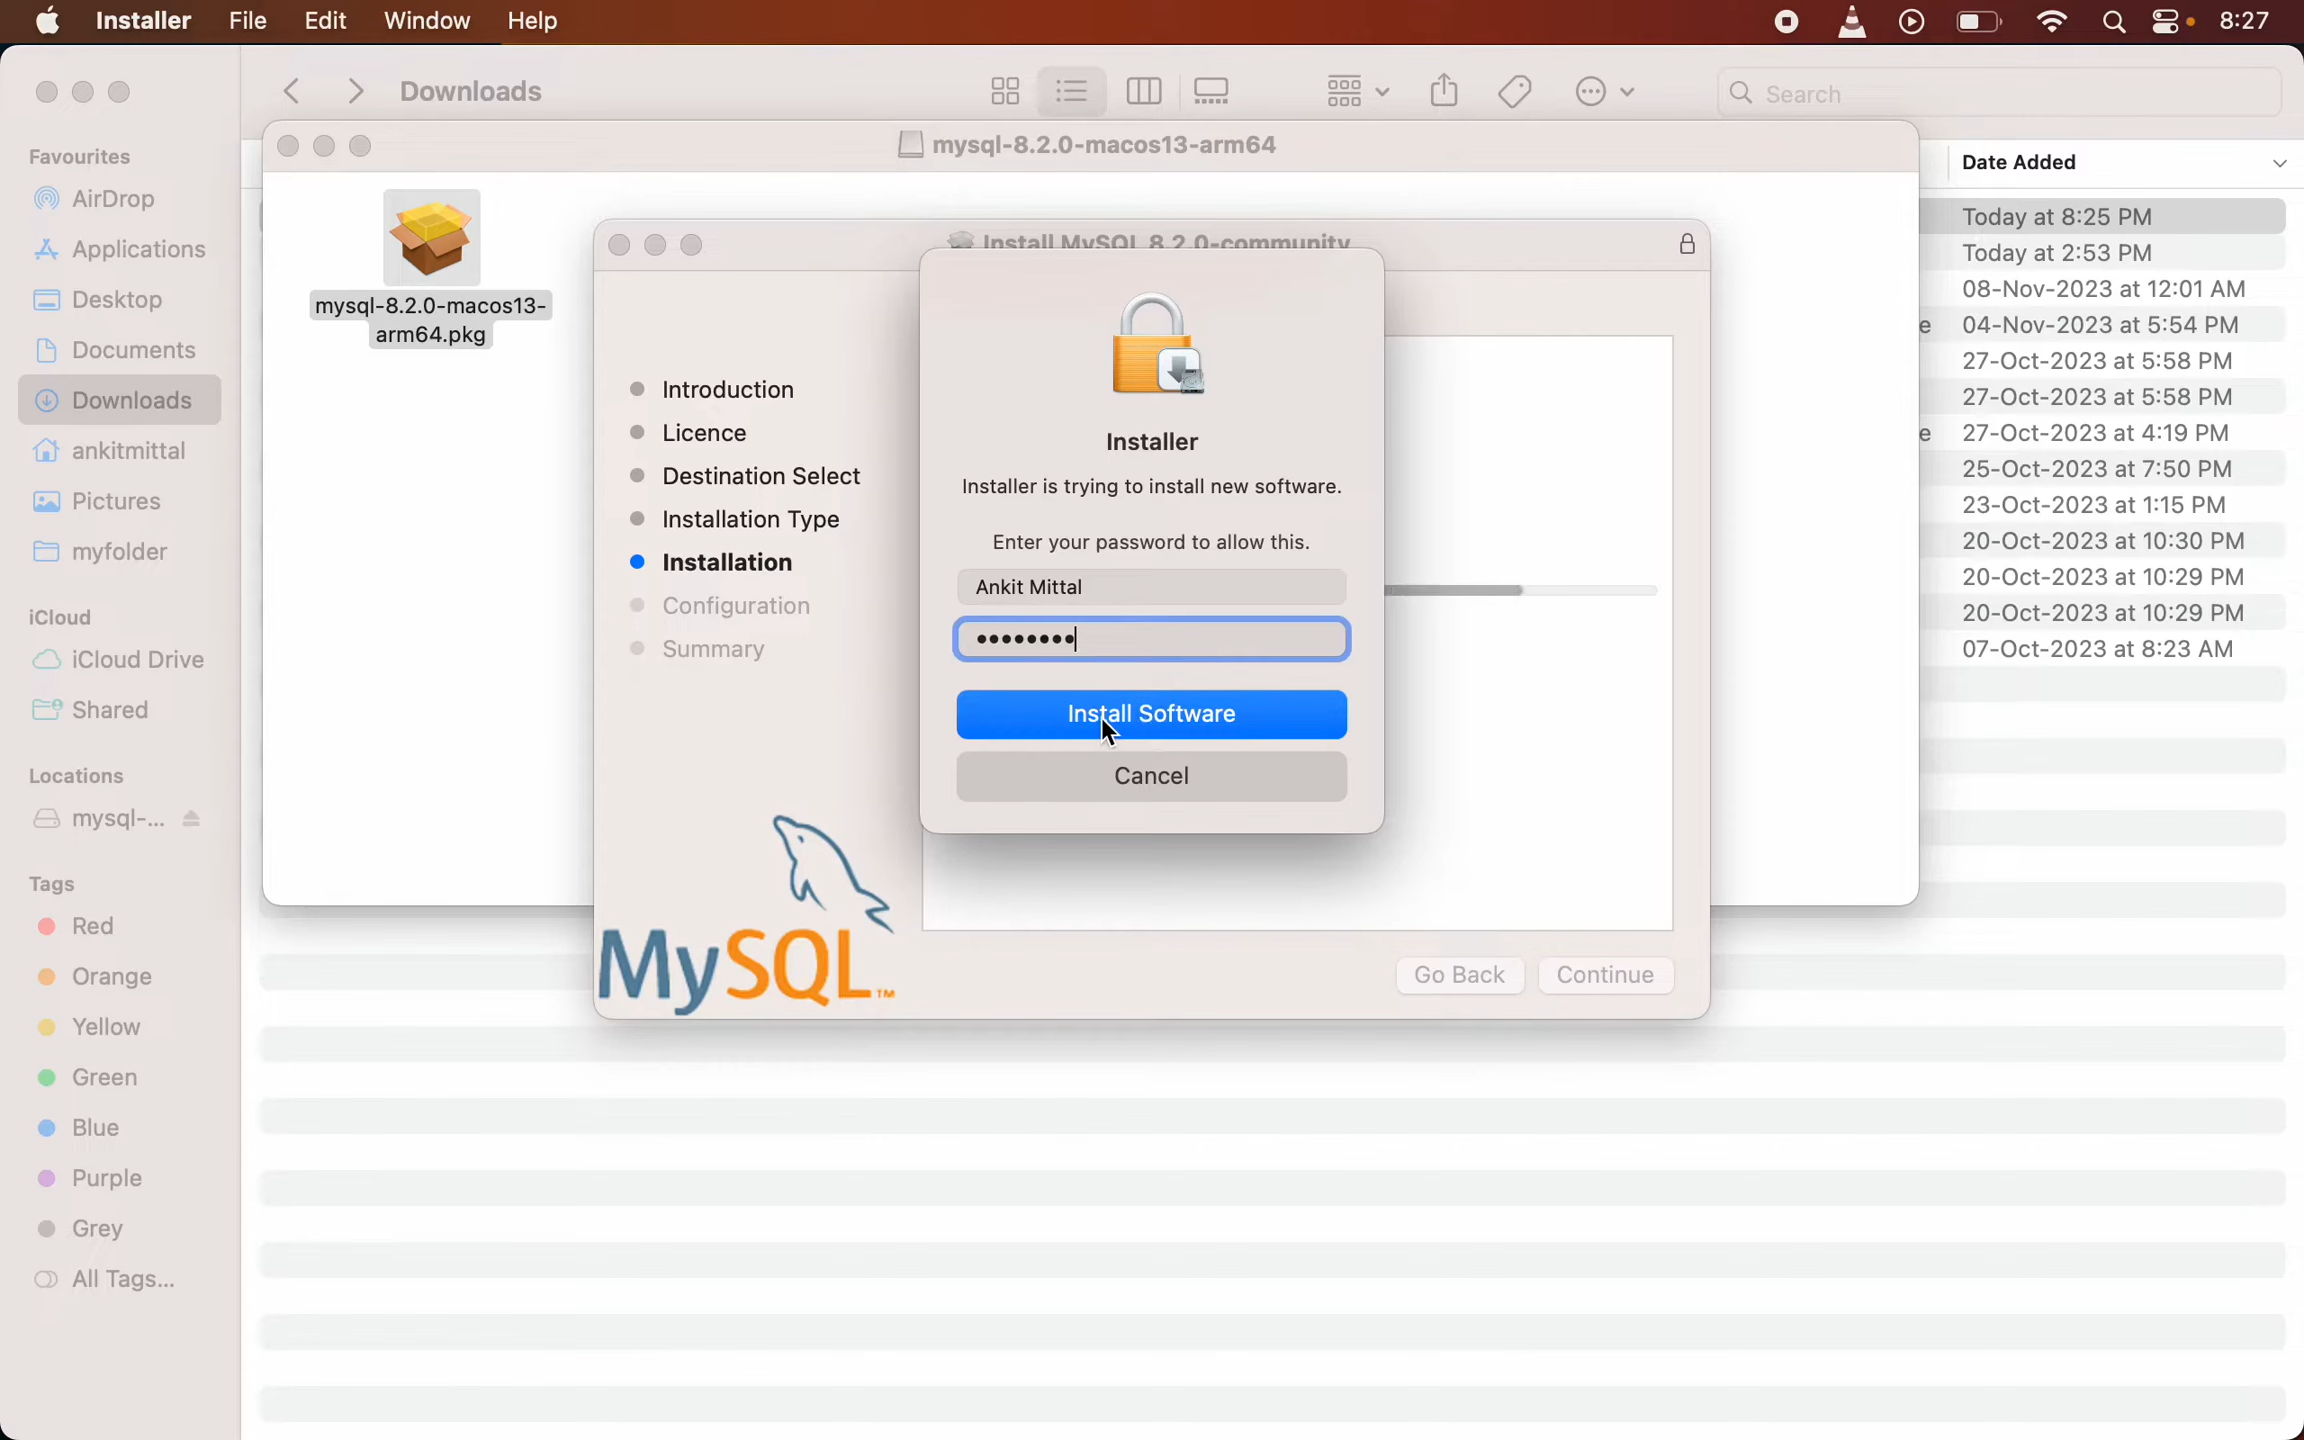 Installer File Edit Window Help 8:27
Downloads
Search
Favourites
AirDrop
Applications
Desktop
Documents
Downloads
ankitmittal
Pictures
myfolder
iCloud
iCloud Drive
Shared
Locations
mysql-...
Tags
Red
Orange
Yellow
Green
Blue
Purple
Grey
All Tags...
mysql-8.2.0-macos13-arm64
mysql-8.2.0-macos13-
arm64.pkg
Install MySQL 8.2.0-community
Introduction
Licence
Destination Select
Installation Type
Installation
Configuration
Summary
MySQL™
Go Back Continue
Installer
Installer is trying to install new software.
Enter your password to allow this.
Ankit Mittal
••••••••
Install Software
Cancel
Date Added
Today at 8:25 PM
Today at 2:53 PM
08-Nov-2023 at 12:01 AM
e 04-Nov-2023 at 5:54 PM
27-Oct-2023 at 5:58 PM
27-Oct-2023 at 5:58 PM
e 27-Oct-2023 at 4:19 PM
25-Oct-2023 at 7:50 PM
23-Oct-2023 at 1:15 PM
20-Oct-2023 at 10:30 PM
20-Oct-2023 at 10:29 PM
20-Oct-2023 at 10:29 PM
07-Oct-2023 at 8:23 AM